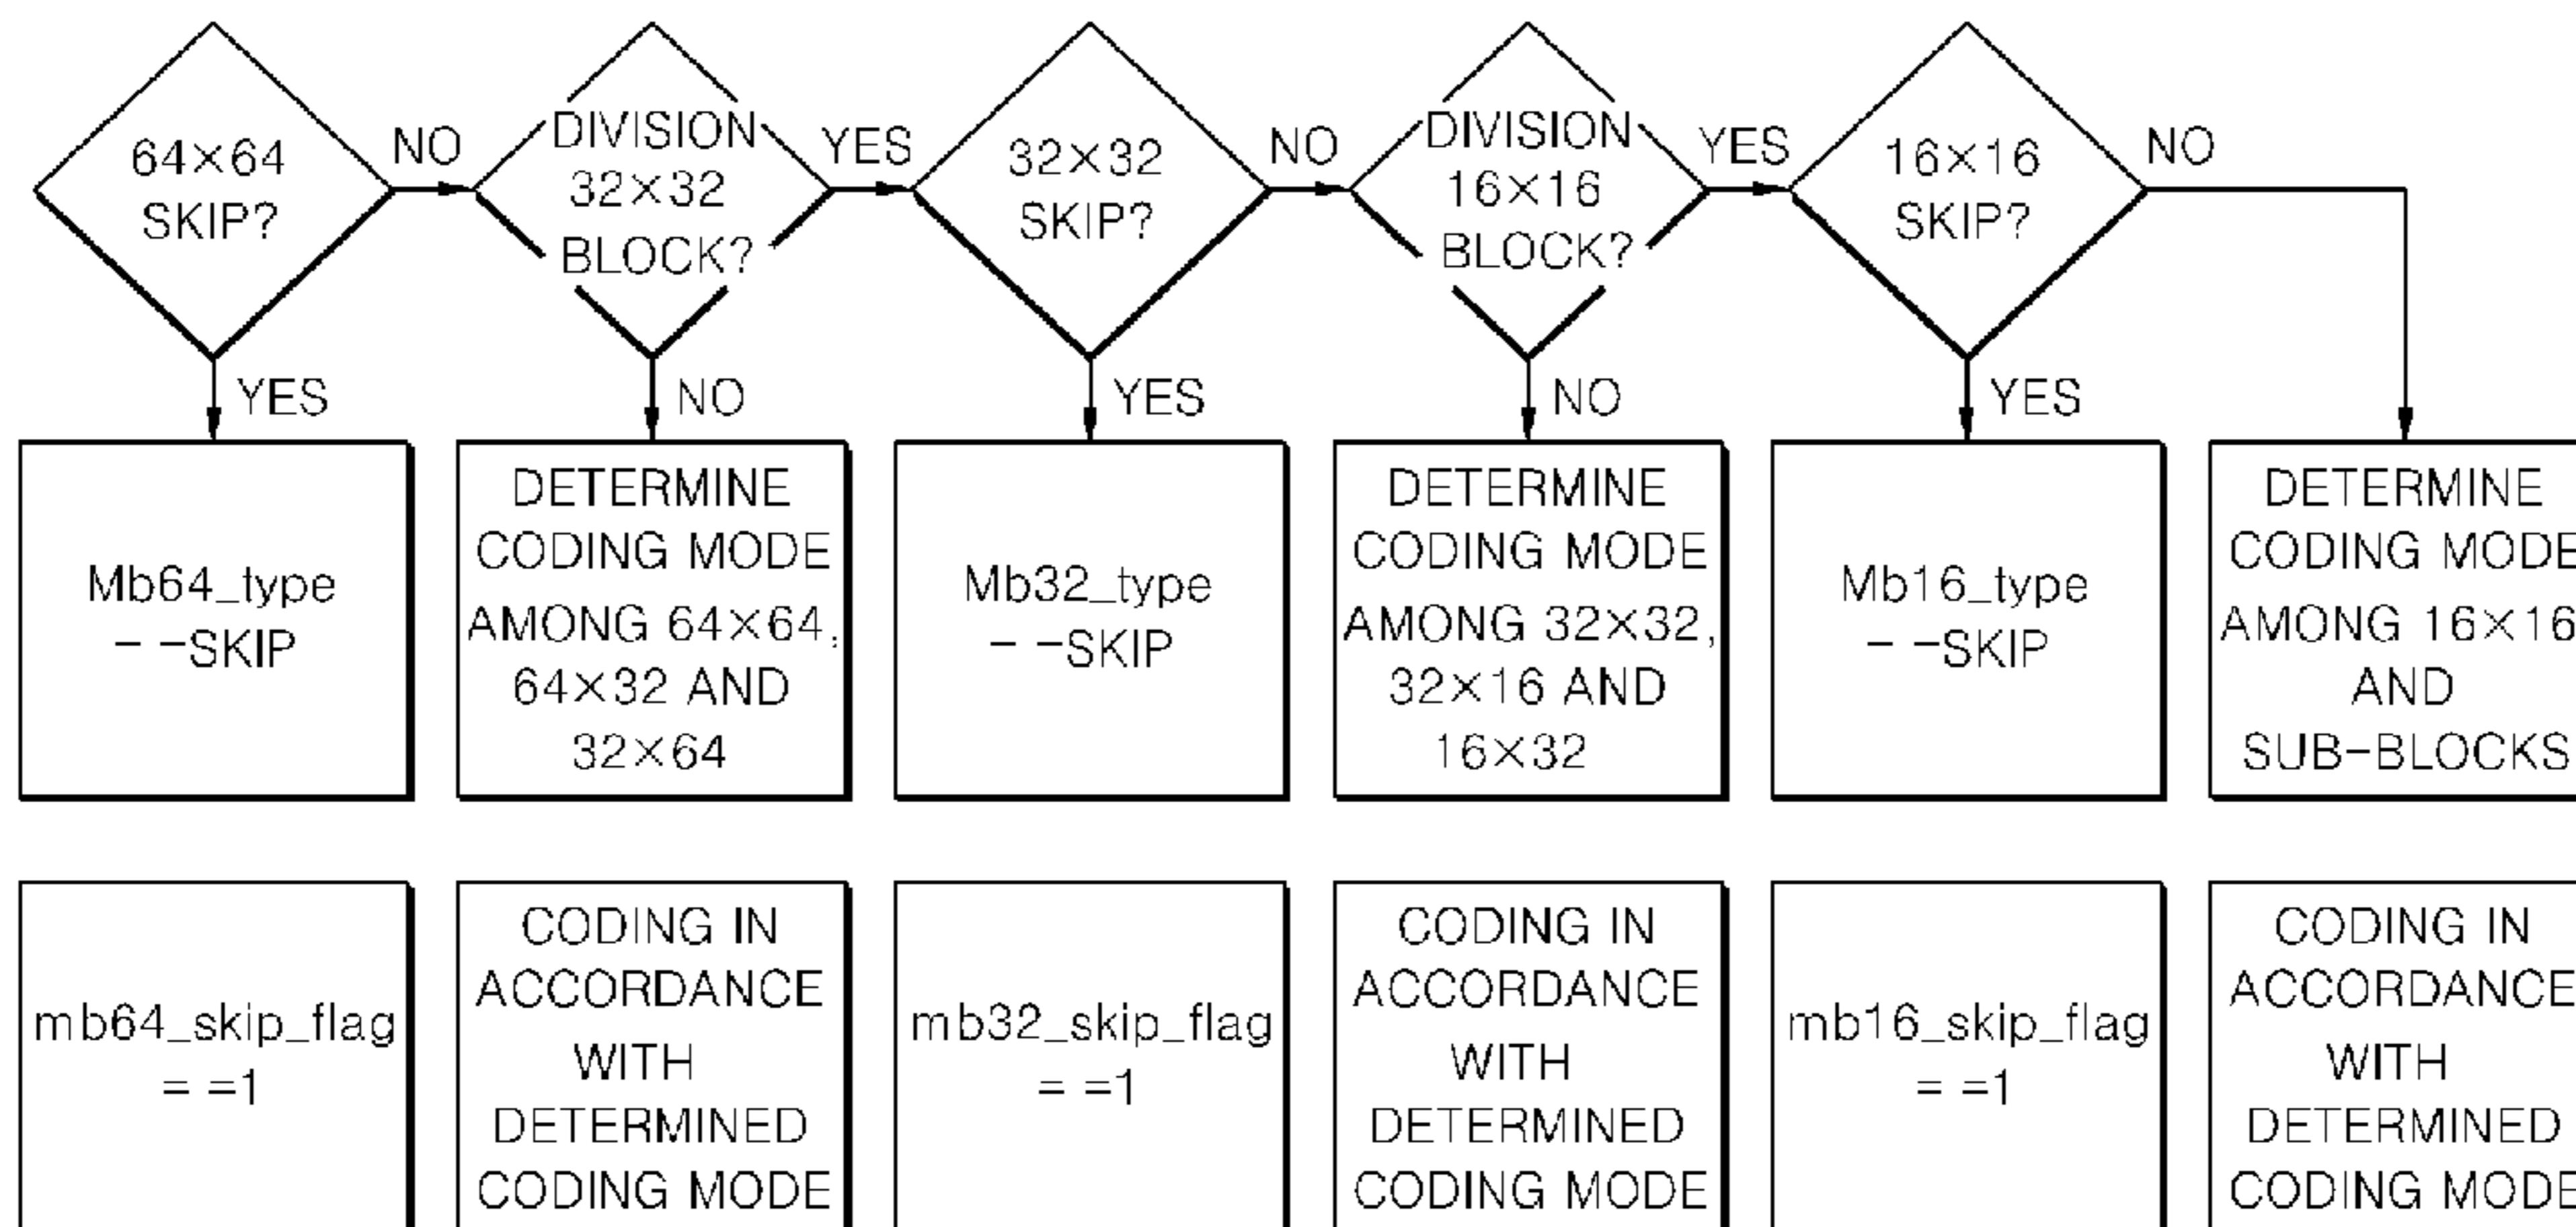 64×64
SKIP?
NO
DIVISION
32×32
BLOCK?
YES
32×32
SKIP?
NO
DIVISION
16×16
BLOCK?
YES
16×16
SKIP?
NO
YES
NO
YES
NO
YES
Mb64_type
– –SKIP
DETERMINE
CODING MODE
AMONG 64×64,
64×32 AND
32×64
Mb32_type
– –SKIP
DETERMINE
CODING MODE
AMONG 32×32,
32×16 AND
16×32
Mb16_type
– –SKIP
DETERMINE
CODING MODE
AMONG 16×16
AND
SUB-BLOCKS
mb64_skip_flag
= =1
CODING IN
ACCORDANCE
WITH
DETERMINED
CODING MODE
mb32_skip_flag
= =1
CODING IN
ACCORDANCE
WITH
DETERMINED
CODING MODE
mb16_skip_flag
= =1
CODING IN
ACCORDANCE
WITH
DETERMINED
CODING MODE